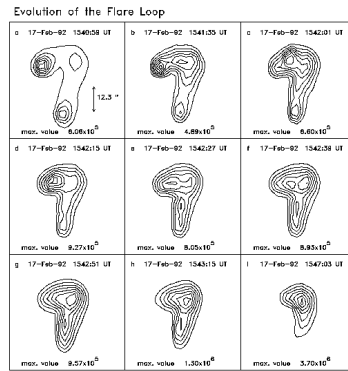 Evolution of the Flare Loop
a 17-Feb-92 1540:59 UT
12.3 "
max. value 6.06x10^5
b 17-Feb-92 1541:35 UT
max. value 4.89x10^5
c 17-Feb-92 1542:01 UT
max. value 6.60x10^5
d 17-Feb-92 1542:15 UT
max. value 9.27x10^5
e 17-Feb-92 1542:27 UT
max. value 8.05x10^5
f 17-Feb-92 1542:39 UT
max. value 8.93x10^5
g 17-Feb-92 1542:51 UT
max. value 9.57x10^5
h 17-Feb-92 1543:15 UT
max. value 1.30x10^6
i 17-Feb-92 1547:03 UT
max. value 3.70x10^6